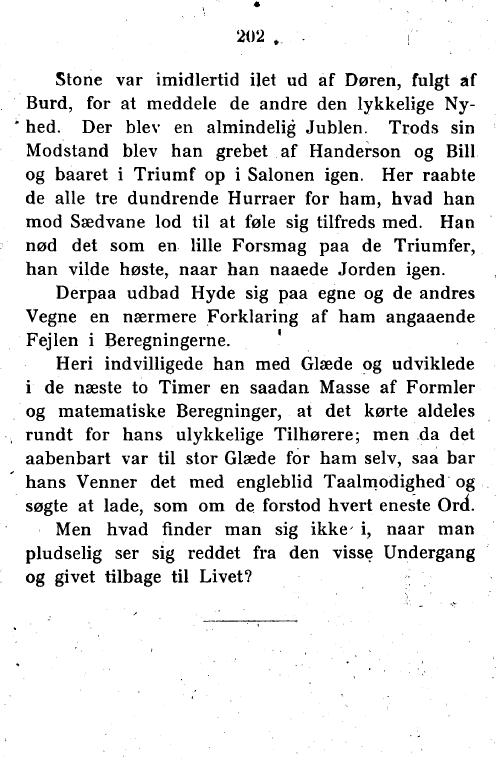 202
Stone var imidlertid ilet ud af Døren, fulgt af
Burd, for at meddele de andre den lykkelige Ny-
hed. Der blev en almindelig Jublen. Trods sin
Modstand blev han grebet af Handerson og Bill
og baaret i Triumf op i Salonen igen. Her raabte
de alle tre dundrende Hurraer for ham, hvad han
mod Sædvane lod til at føle sig tilfreds med. Han
nød det som en lille Forsmag paa de Triumfer,
han vilde høste, naar han naaede Jorden igen.
Derpaa udbad Hyde sig paa egne og de andres
Vegne en nærmere Forklaring af ham angaaende
Fejlen i Beregningerne.
Heri indvilligede han med Glæde og udviklede
i de næste to Timer en saadan Masse af Formler
og matematiske Beregninger, at det kørte aldeles
rundt for hans ulykkelige Tilhørere; men da det
aabenbart var til stor Glæde for ham selv, saa bar
hans Venner det med engleblid Taalmodighed og
søgte at lade, som om de forstod hvert eneste Ord.
Men hvad finder man sig ikke i, naar man
pludselig ser sig reddet fra den visse Undergang
og givet tilbage til Livet?